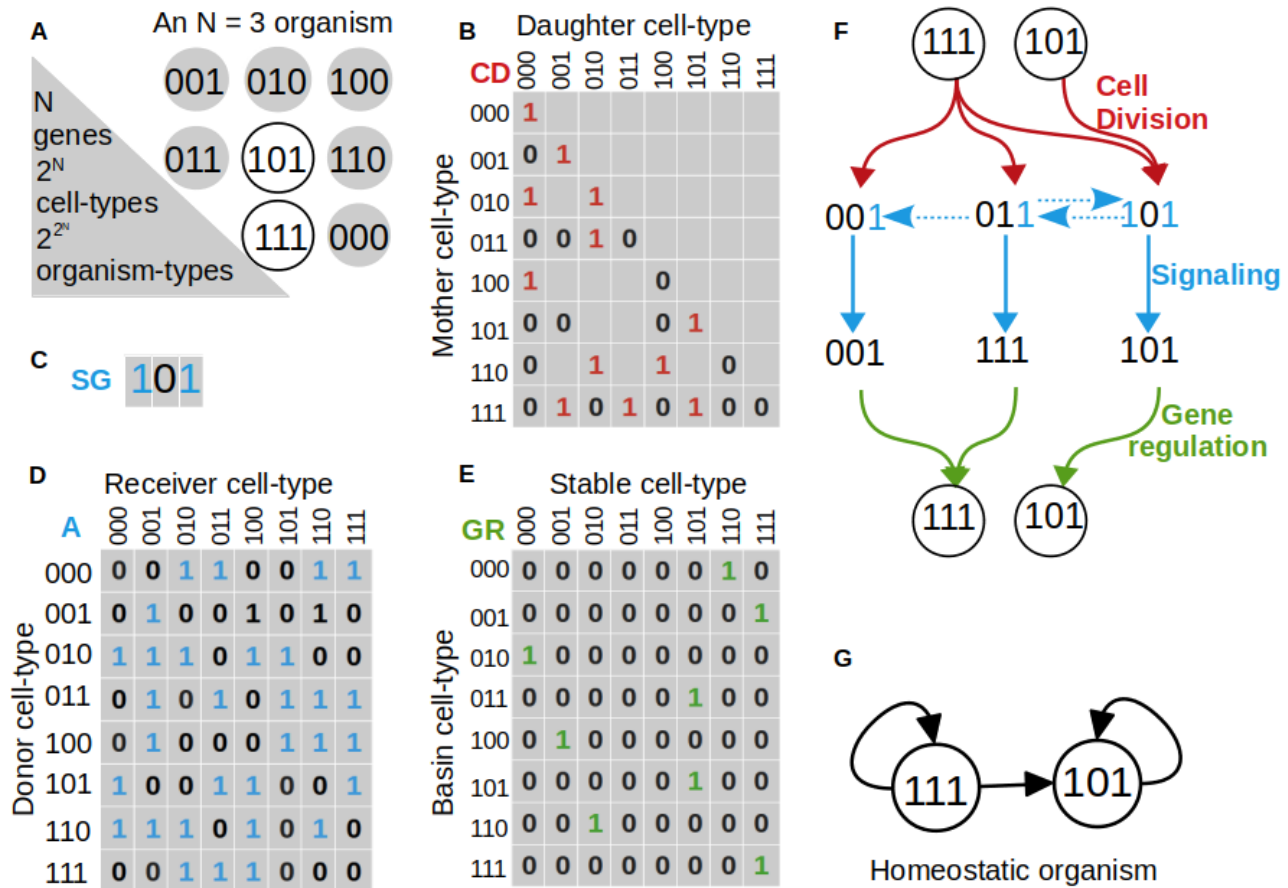 A
An N = 3 organism
001 010 100
011 101 110
111 000
N
genes
2^N
cell-types
2^2^N
organism-types
B
Daughter cell-type
CD 000 001 010 011 100 101 110 111
Mother cell-type
000 1
001 0 1
010 1 1
011 0 0 1 0
100 1 0
101 0 0 0 1
110 0 1 1 0
111 0 1 0 1 0 1 0 0
C
SG 101
D
Receiver cell-type
A 000 001 010 011 100 101 110 111
Donor cell-type
000 0 0 1 1 0 0 1 1
001 0 1 0 0 1 0 1 0
010 1 1 1 0 1 1 0 0
011 0 1 0 1 0 1 1 1
100 0 1 0 0 0 1 1 1
101 1 0 0 1 1 0 0 1
110 1 1 1 0 1 0 1 0
111 0 0 1 1 1 0 0 0
E
Stable cell-type
GR 000 001 010 011 100 101 110 111
Basin cell-type
000 0 0 0 0 0 0 1 0
001 0 0 0 0 0 0 0 1
010 1 0 0 0 0 0 0 0
011 0 0 0 0 0 1 0 0
100 0 1 0 0 0 0 0 0
101 0 0 0 0 0 1 0 0
110 0 0 1 0 0 0 0 0
111 0 0 0 0 0 0 0 1
F
111 101
Cell
Division
001 011 101
Signaling
001 111 101
Gene
regulation
111 101
G
111 101
Homeostatic organism